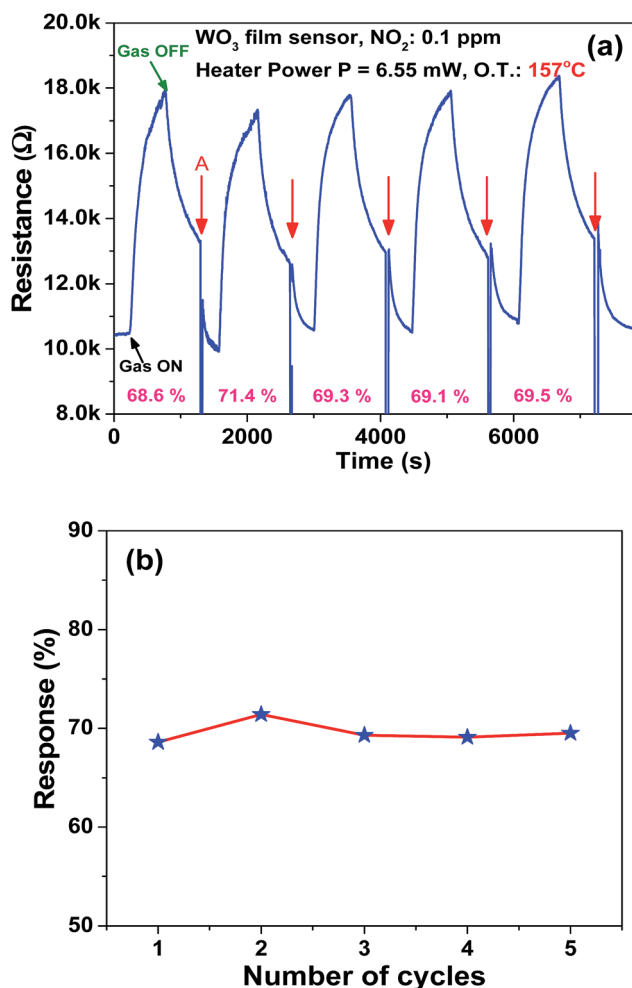 Gas OFF
WO₃ film sensor, NO₂: 0.1 ppm
(a)
Heater Power P = 6.55 mW, O.T.: 157°C
18.0k
16.0k
14.0k
12.0k
10.0k
8.0k
Resistance (Ω)
A
Gas ON
68.6 %
71.4 %
69.3 %
69.1 %
69.5 %
0
2000
4000
6000
Time (s)
(b)
90
80
70
60
50
Response (%)
1
2
3
4
5
Number of cycles